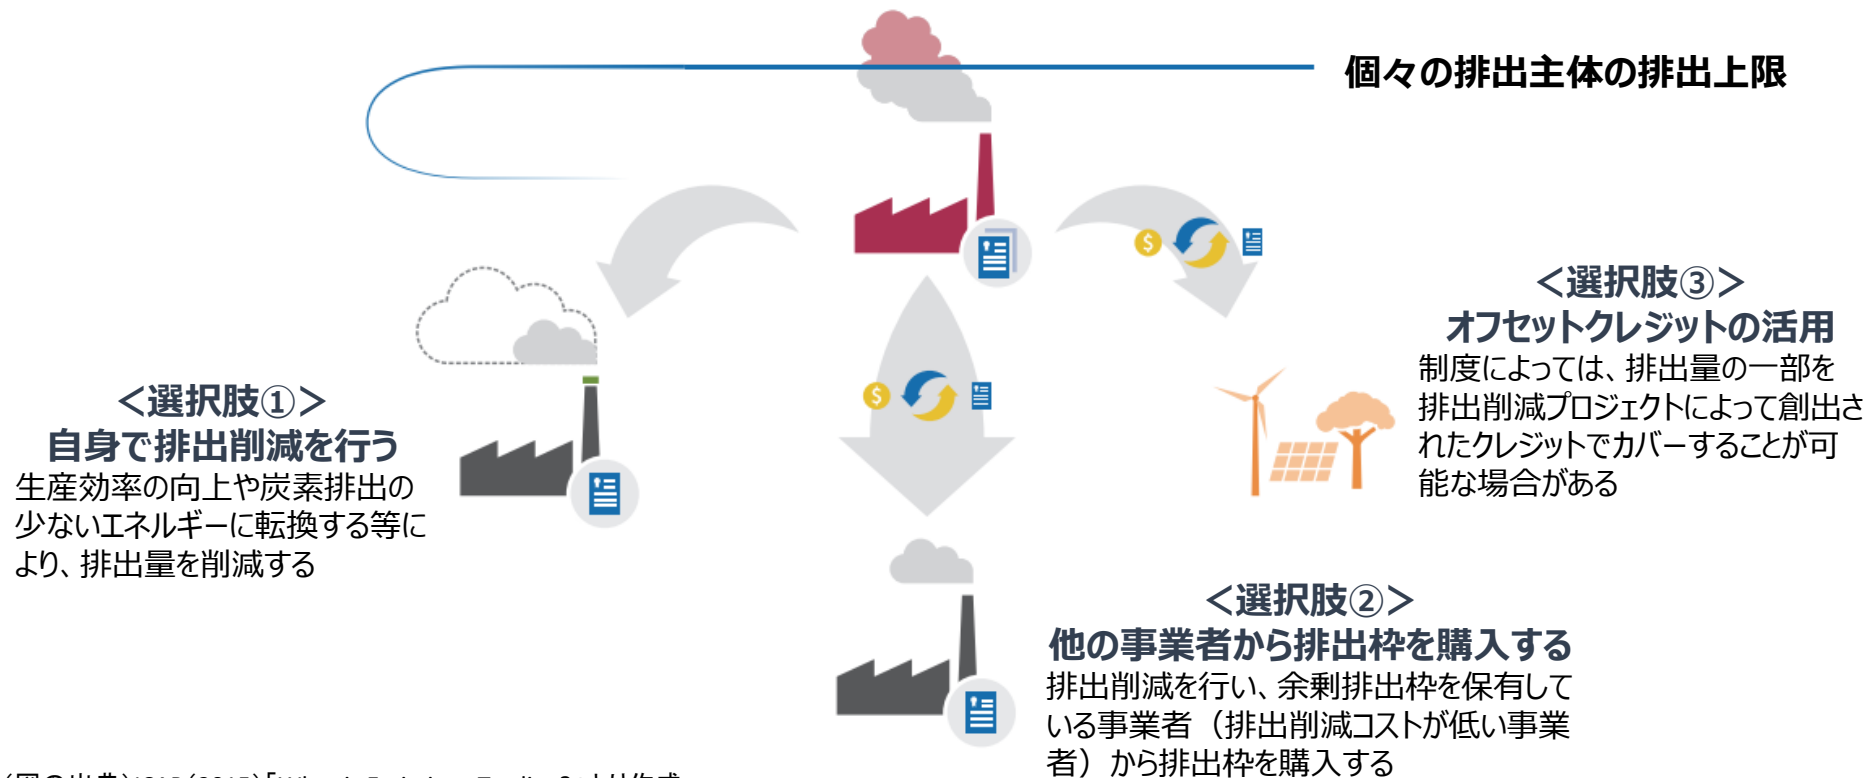 個々の排出主体の排出上限
＜選択肢①＞
自身で排出削減を行う
生産効率の向上や炭素排出の
少ないエネルギーに転換する等に
より、排出量を削減する
＜選択肢②＞
他の事業者から排出枠を購入する
排出削減を行い、余剰排出枠を保有して
いる事業者（排出削減コストが低い事業
者）から排出枠を購入する
＜選択肢③＞
オフセットクレジットの活用
制度によっては、排出量の一部を
排出削減プロジェクトによって創出さ
れたクレジットでカバーすることが可
能な場合がある